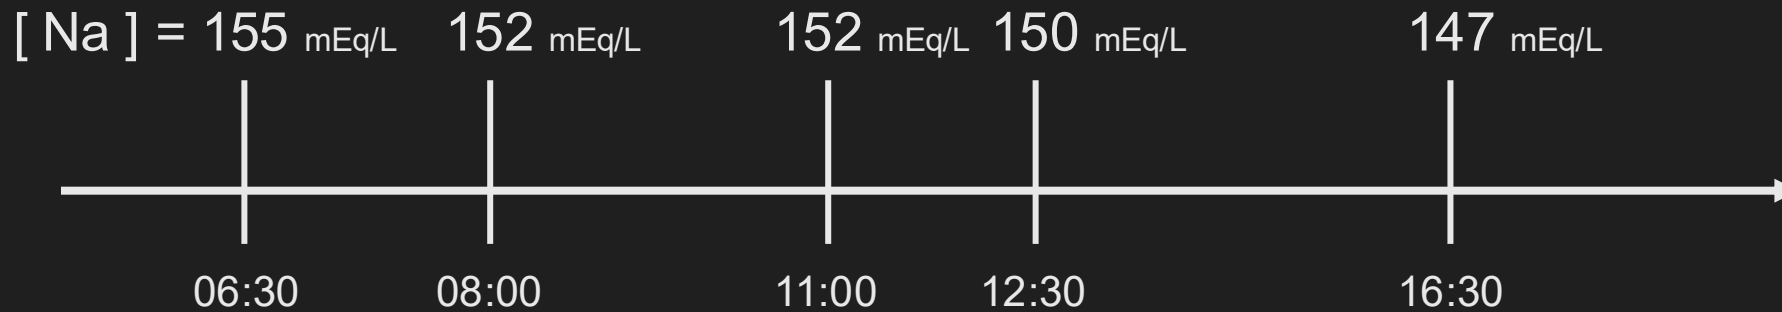 [ Na ] = 155 mEq/L 152 mEq/L 152 mEq/L 150 mEq/L 147 mEq/L
06:30 08:00 11:00 12:30 16:30